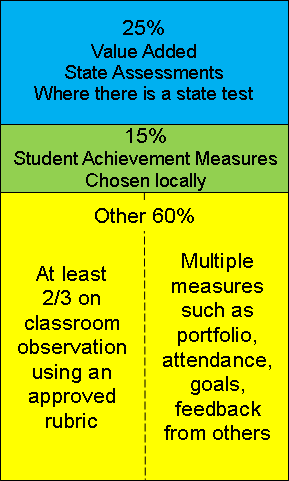 25%
Value Added
State Assessments
Where there is a state test
15%
Student Achievement Measures
Chosen locally
Other 60%
At least
2/3 on
classroom
observation
using an
approved
rubric
Multiple
measures
such as
portfolio,
attendance,
goals,
feedback
from others